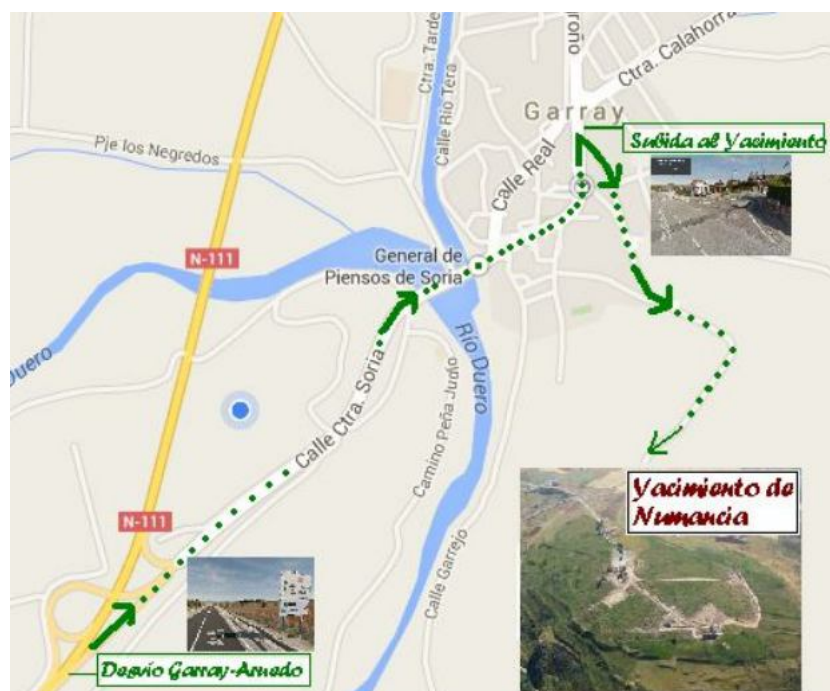 groño
Ctra. Calahorra
Ctra. Tarde
Calle Río Tera
Garray
Subida al Yacimiento
Pje los Negredos
Calle Real
N-111
General de
Piensos de Soria
Río Duero
Duero
Calle Ctra. Soria
Camino Peña Judío
Yacimiento de
Numancia
N-111
Calle Garrejo
Desvío Garray-Arnedo